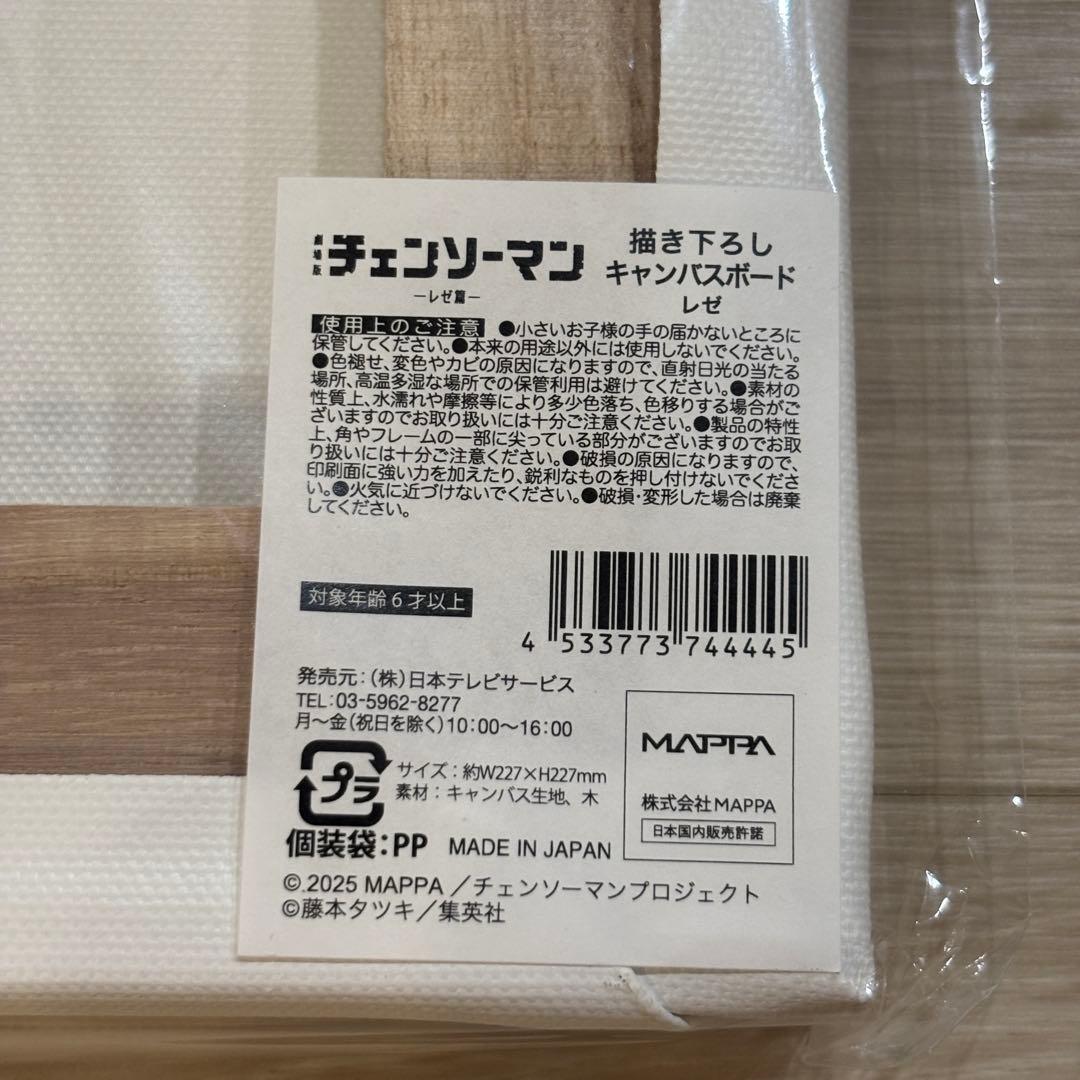 劇場版 チェンソーマン
―レゼ篇―
描き下ろし
キャンバスボード
レゼ
使用上のご注意 ●小さいお子様の手の届かないところに
保管してください。●本来の用途以外には使用しないでください。
●色褪せ、変色やカビの原因になりますので、直射日光の当たる
場所、高温多湿な場所での保管利用は避けてください。●素材の
性質上、水濡れや摩擦等により多少色落ち、色移りする場合がご
ざいますのでお取り扱いには十分ご注意ください。●製品の特性
上、角やフレームの一部に尖っている部分がございますのでお取
り扱いには十分ご注意ください。●破損の原因になりますので、
印刷面に強い力を加えたり、鋭利なものを押し付けないでくださ
い。●火気に近づけないでください。●破損・変形した場合は廃棄
してください。
対象年齢6才以上
4 533773 744445
発売元：（株）日本テレビサービス
TEL：03-5962-8277
月～金（祝日を除く）10：00～16：00
プラ
サイズ：約W227×H227mm
素材：キャンバス生地、木
個装袋：PP MADE IN JAPAN
MAPPA
株式会社MAPPA
日本国内販売許諾
©2025 MAPPA／チェンソーマンプロジェクト
©藤本タツキ／集英社